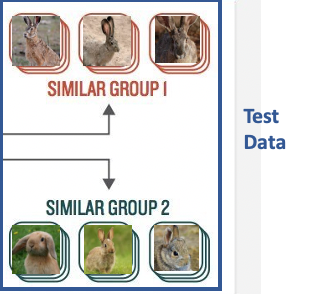 SIMILAR GROUP 1
SIMILAR GROUP 2
Test
Data